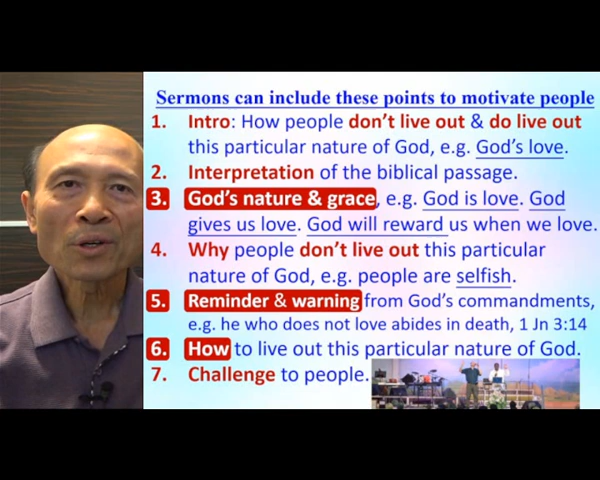 Sermons can include these points to motivate people
1. Intro: How people don't live out & do live out
this particular nature of God, e.g. God's love.
2. Interpretation of the biblical passage.
3. God's nature & grace, e.g. God is love. God
gives us love. God will reward us when we love.
4. Why people don't live out this particular
nature of God, e.g. people are selfish.
5. Reminder & warning from God's commandments,
e.g. he who does not love abides in death, 1 Jn 3:14
6. How to live out this particular nature of God.
7. Challenge to people.